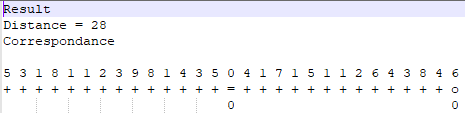 Result
Distance = 28
Correspondance
5 3 1 8 1 1 2 3 9 8 1 4 3 5 0 4 1 7 1 5 1 1 2 6 4 3 8 4 6
+ + + + + + + + + + + + + + = + + + + + + + + + + + + + o
0 0